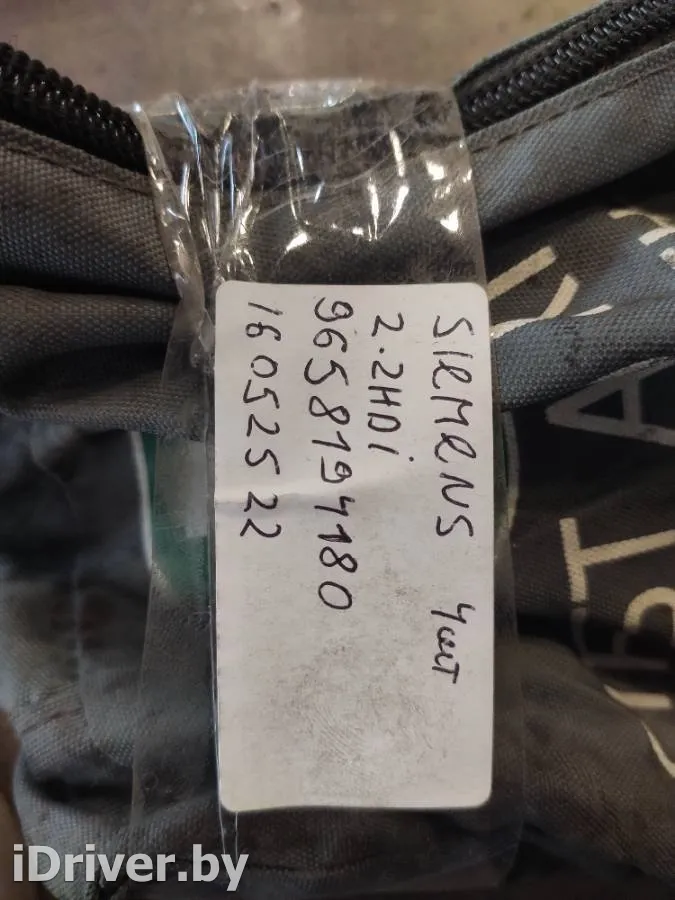 SIEMENS 4шт
2.2HDi
9658194180
16052522
iDriver.by